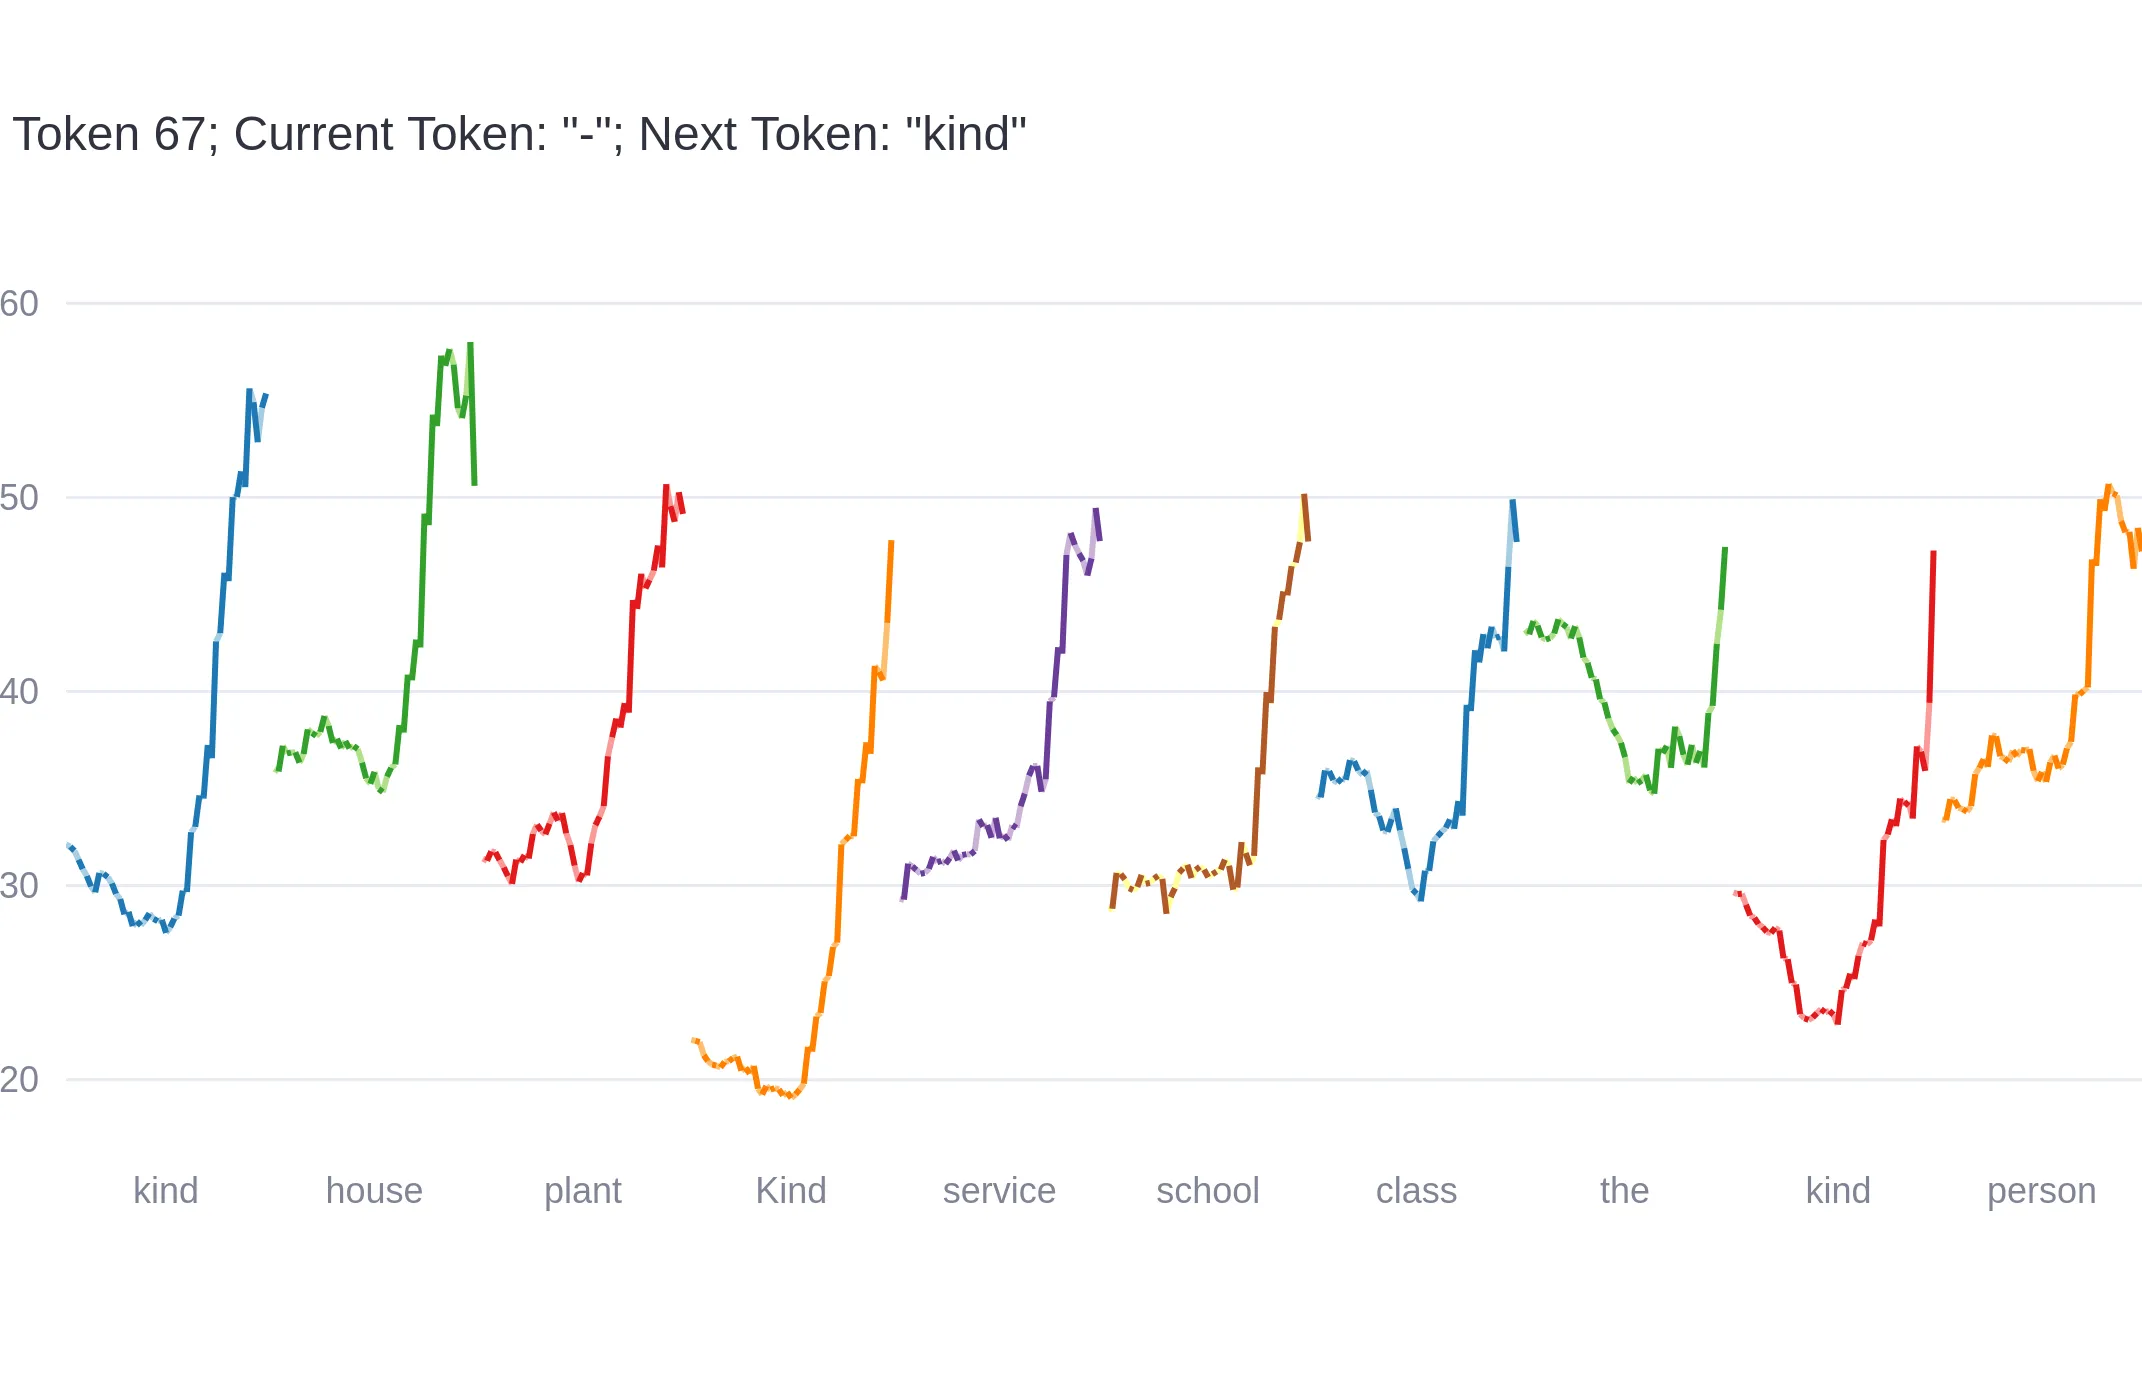 Token 67; Current Token: "-"; Next Token: "kind"
60
50
40
30
20
kind house plant Kind service school class the kind person